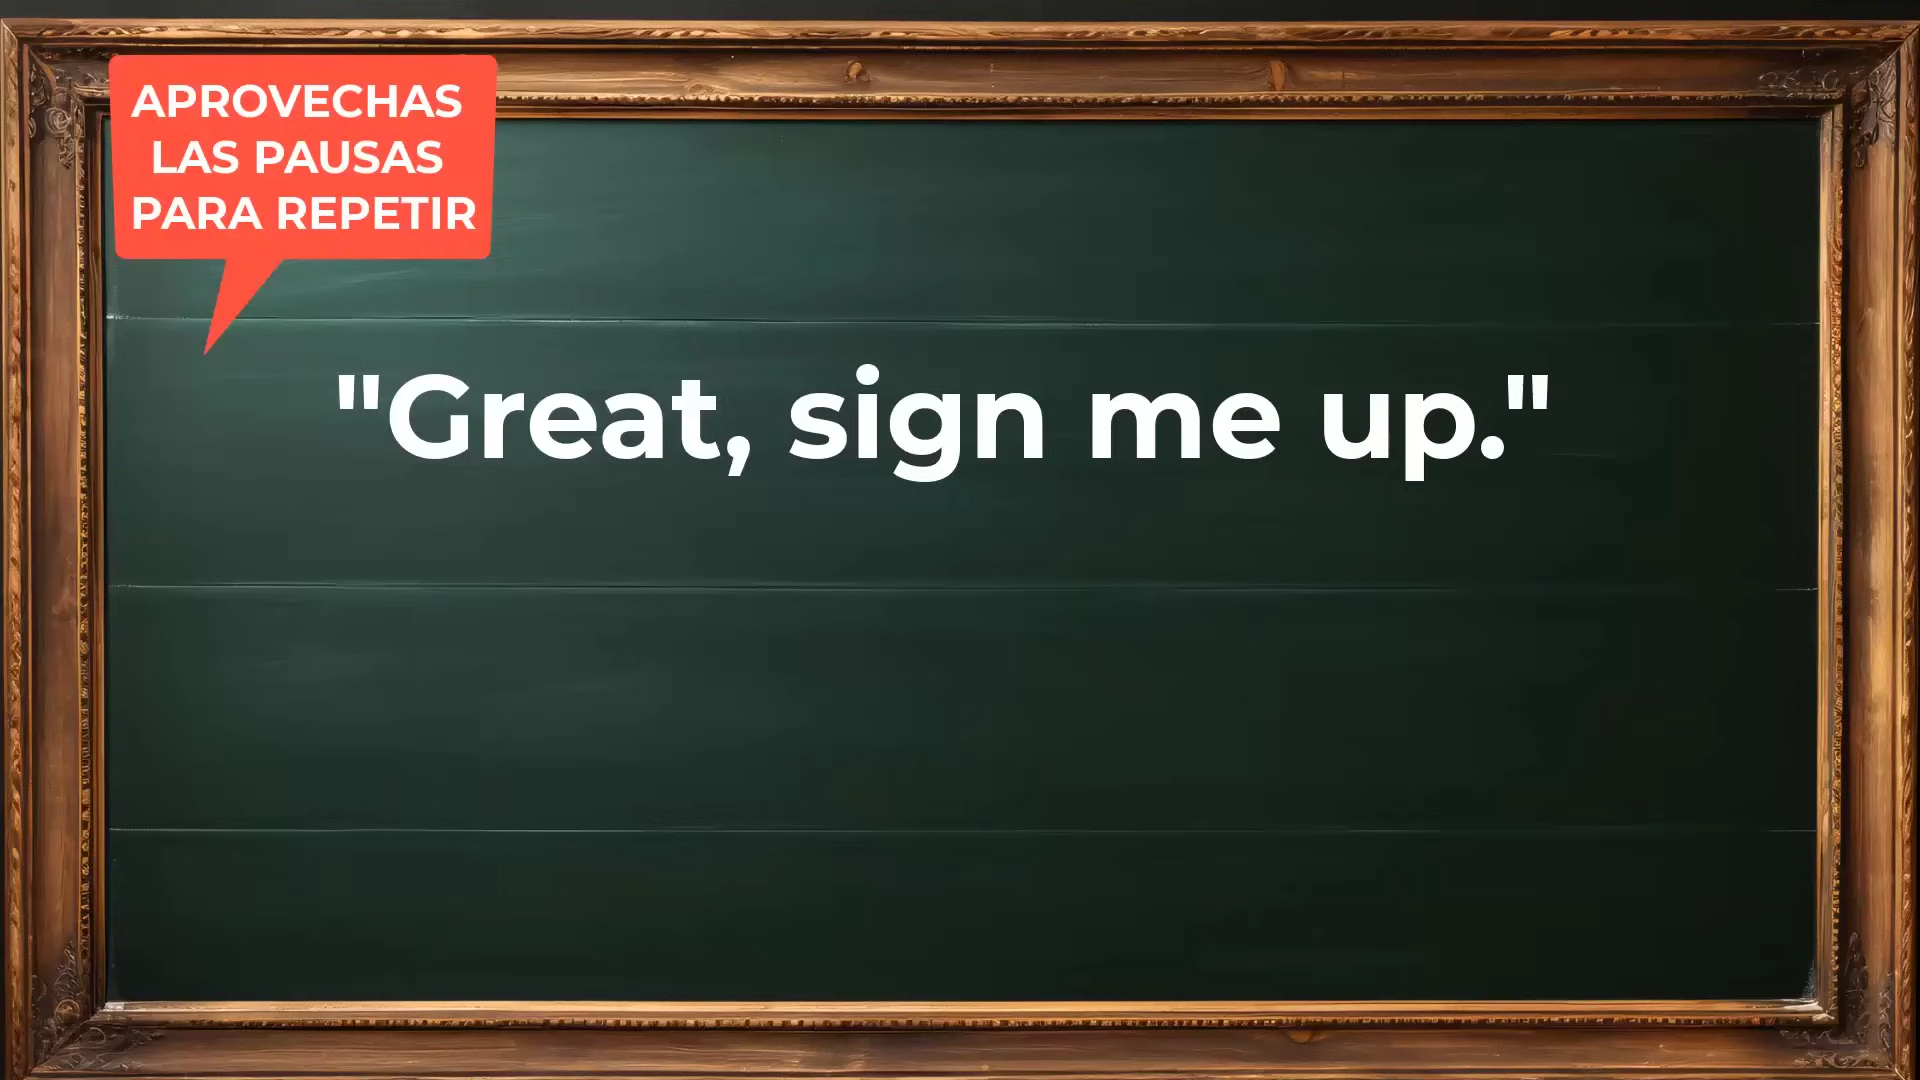 APROVECHAS
LAS PAUSAS
PARA REPETIR
"Great, sign me up."